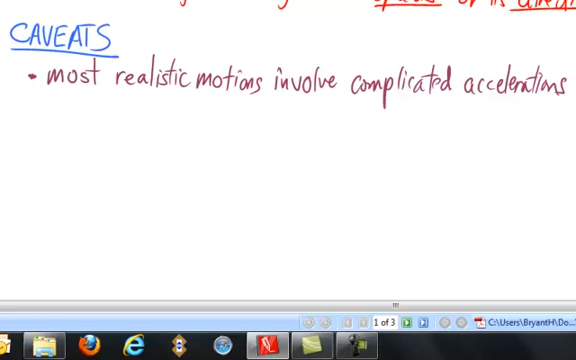 CAVEATS
• most realistic motions involve complicated accelerations
1 of 3
C:\Users\BryantH\Do...